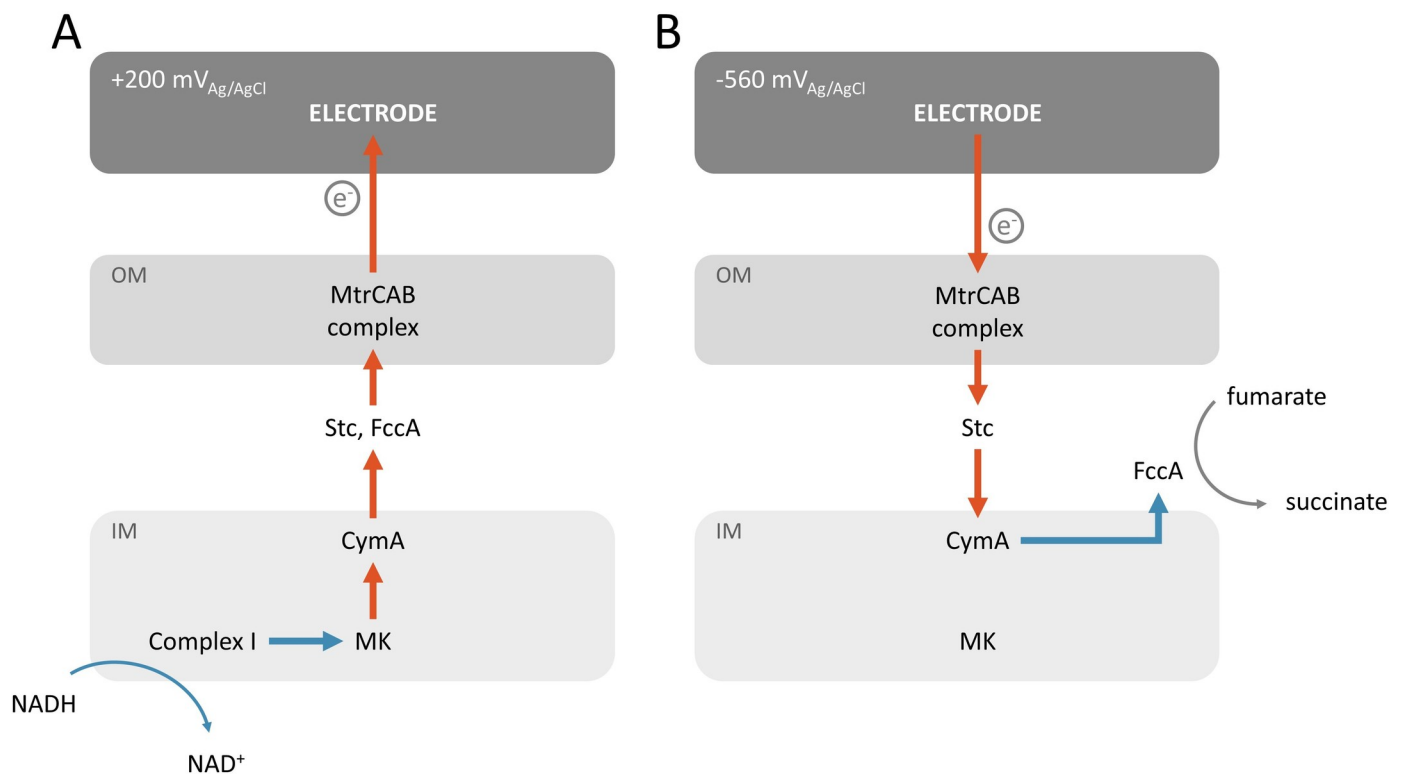 A
+200 mVAg/AgCl
ELECTRODE
e-
OM
MtrCAB
complex
Stc, FccA
IM
CymA
Complex I
MK
NADH
NAD+
B
-560 mVAg/AgCl
ELECTRODE
e-
OM
MtrCAB
complex
Stc
fumarate
FccA
succinate
IM
CymA
MK